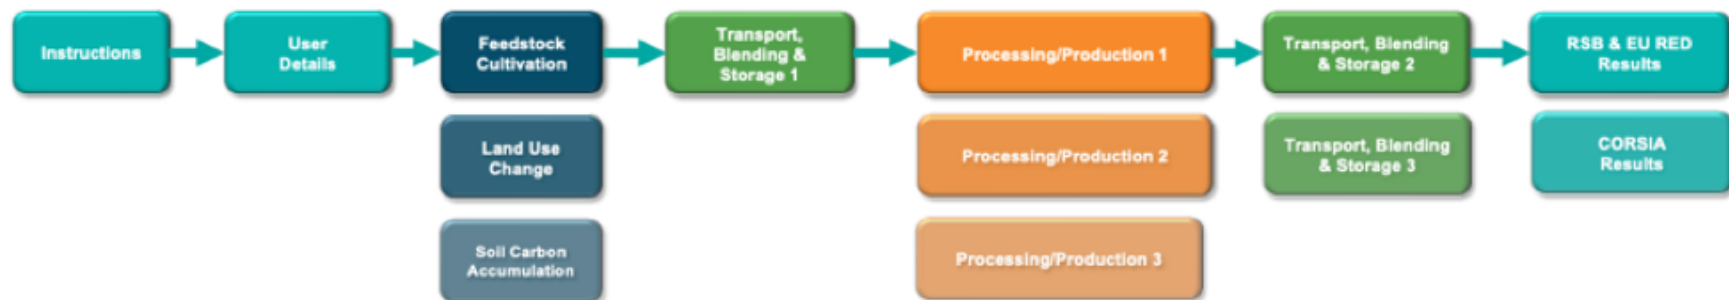 Instructions
User
Details
Feedstock
Cultivation
Transport,
Blending &
Storage 1
Processing/Production 1
Transport, Blending
& Storage 2
RSB & EU RED
Results
Land Use
Change
Processing/Production 2
Transport, Blending
& Storage 3
CORSIA
Results
Soil Carbon
Accumulation
Processing/Production 3